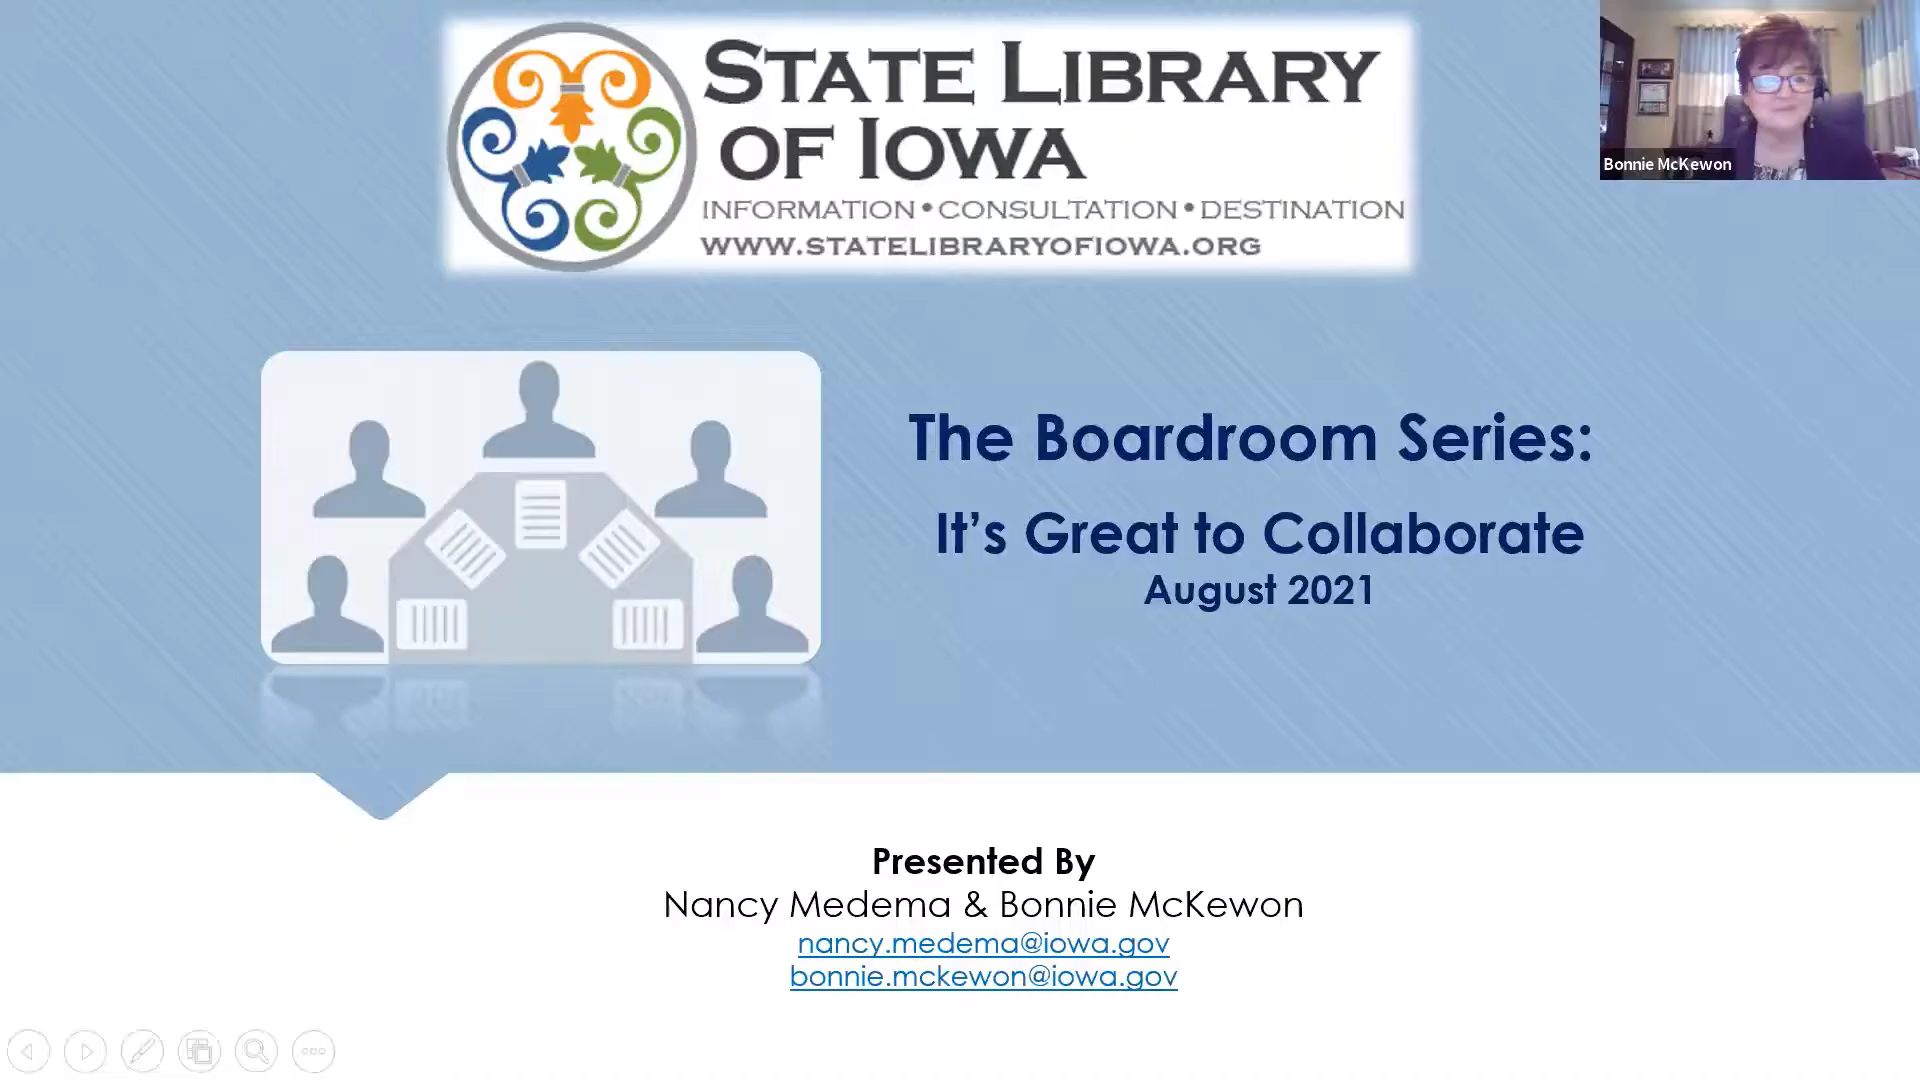 STATE LIBRARY
OF IOWA
INFORMATION • CONSULTATION • DESTINATION
WWW.STATELIBRARYOFIOWA.ORG
Bonnie McKewon
The Boardroom Series:
It's Great to Collaborate
August 2021
Presented By
Nancy Medema & Bonnie McKewon
nancy.medema@iowa.gov
bonnie.mckewon@iowa.gov